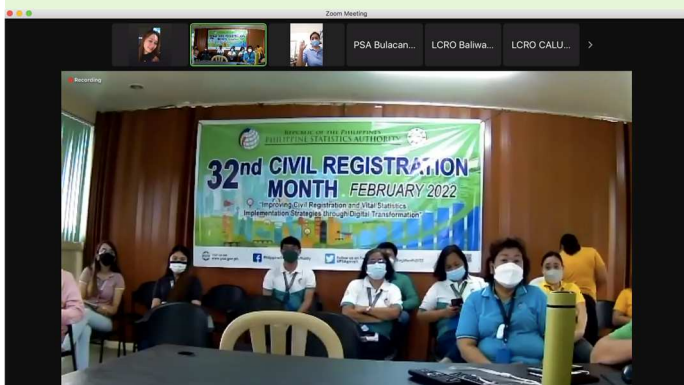 Zoom Meeting
PSA Bulacan...
LCRO Baliwa...
LCRO CALU...
Recording
REPUBLIC OF THE PHILIPPINES
PHILIPPINE STATISTICS AUTHORITY
32nd CIVIL REGISTRATION
MONTH FEBRUARY 2022
"Improving Civil Registration and Vital Statistics
Implementation Strategies through Digital Transformation"